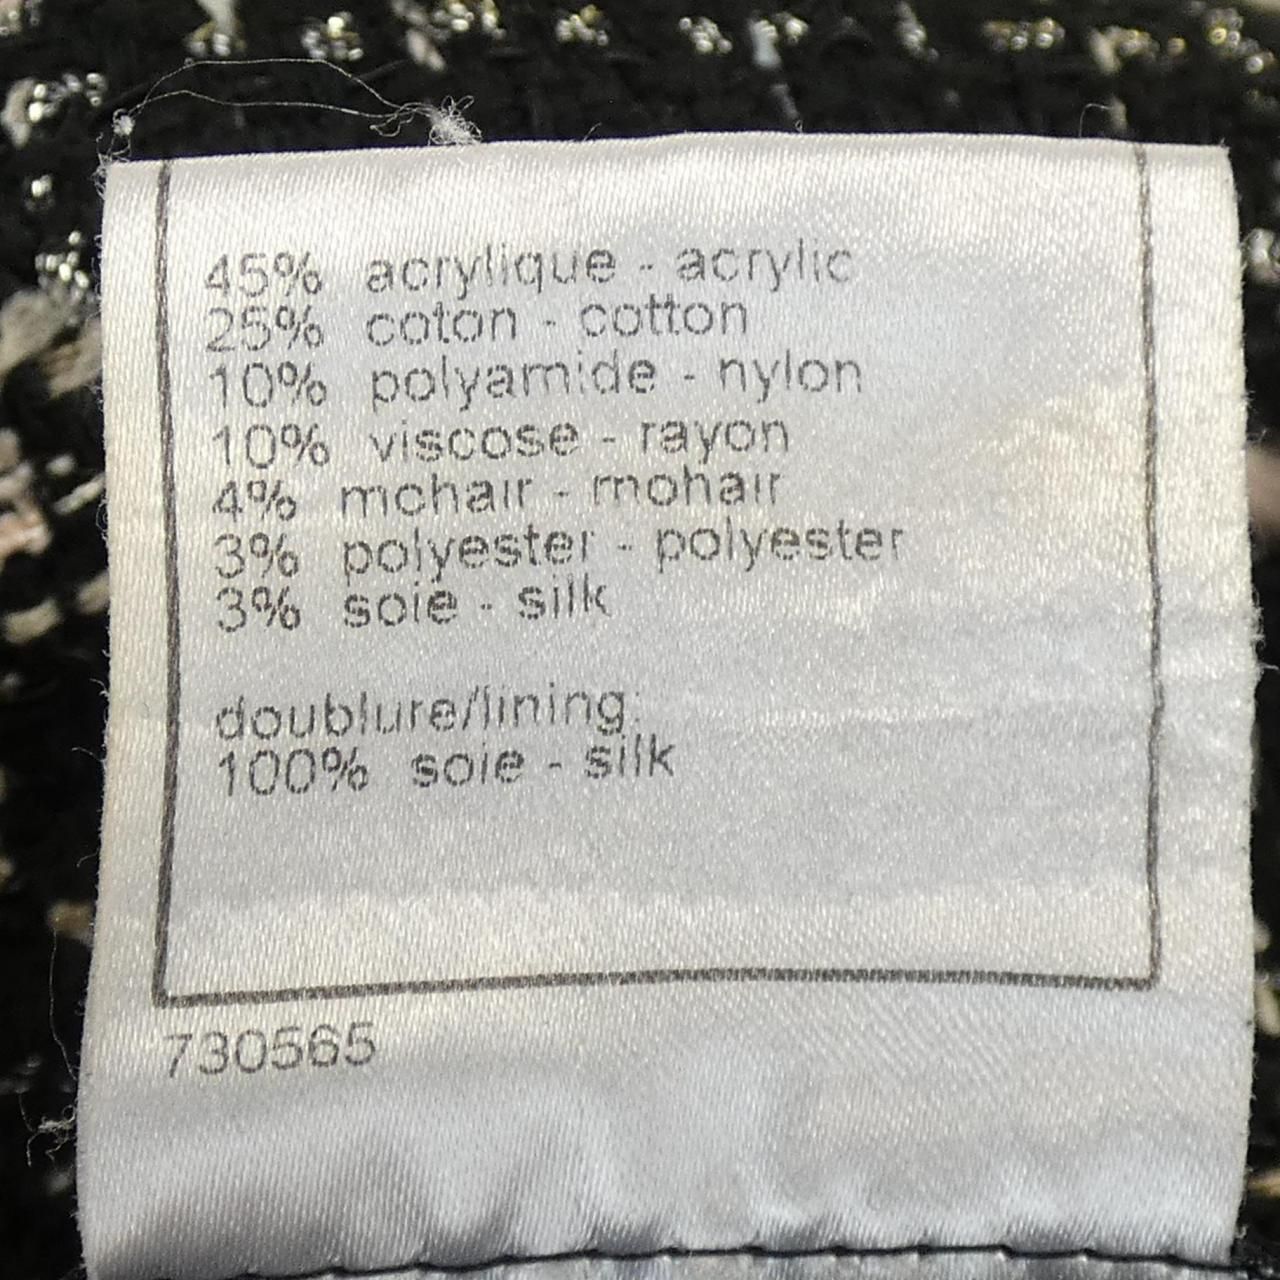 45% acrylique - acrylic
25% coton - cotton
10% polyamide - nylon
10% viscose - rayon
4% mohair - mohair
3% polyester - polyester
3% soie - silk
doublure/lining:
100% soie - silk
730565